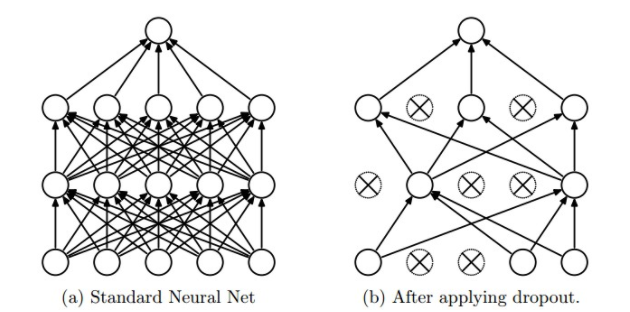 (a) Standard Neural Net
(b) After applying dropout.